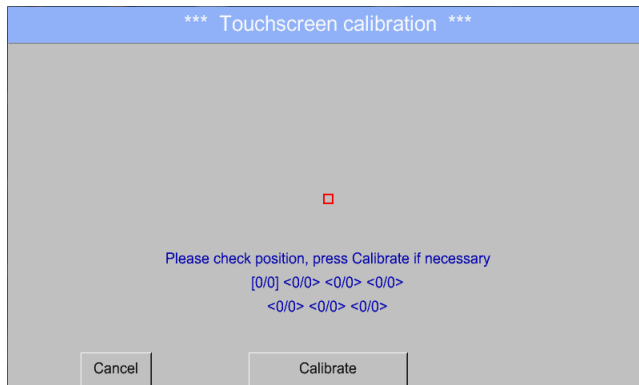 *** Touchscreen calibration ***
Please check position, press Calibrate if necessary
[0/0] <0/0> <0/0> <0/0>
<0/0> <0/0> <0/0>
Cancel
Calibrate